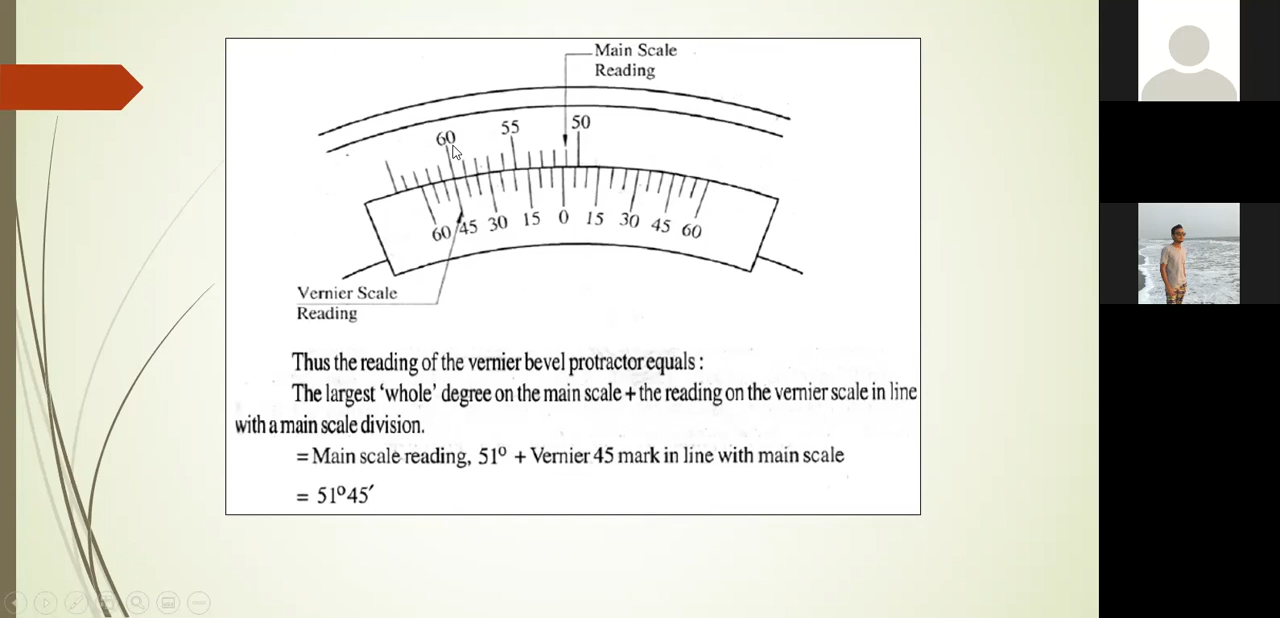 Main Scale
Reading
60 55 50
60 45 30 15 0 15 30 45 60
Vernier Scale
Reading
Thus the reading of the vernier bevel protractor equals :
The largest ‘whole’ degree on the main scale + the reading on the vernier scale in line
with a main scale division.
= Main scale reading, 51⁰ + Vernier 45 mark in line with main scale
= 51⁰45′